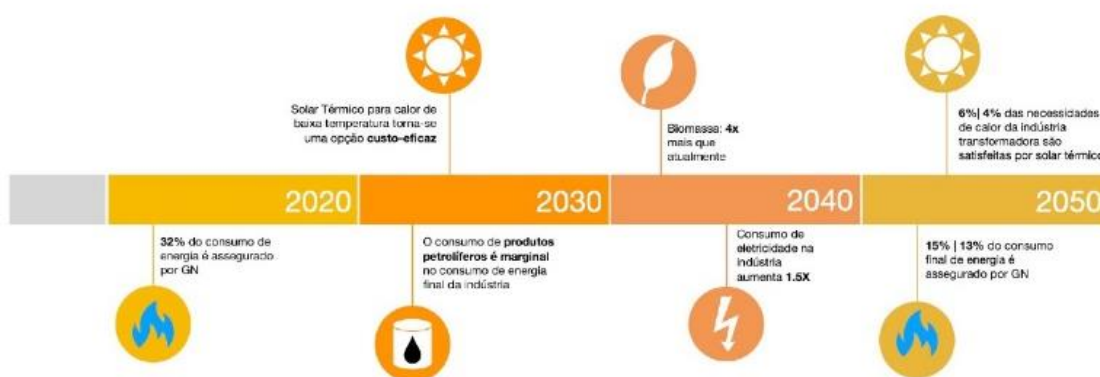 Solar Térmico para calor de
baixa temperatura torna-se
uma opção custo-eficaz
Biomassa: 4x
mais que
atualmente
6%| 4% das necessidades
de calor da indústria
transformadora são
satisfeitas por solar térmico
2020
2030
2040
2050
32% do consumo de
energia é assegurado
por GN
O consumo de produtos
petrolíferos é marginal
no consumo de energia
final da indústria
Consumo de
eletricidade na
indústria
aumenta 1.5X
15% | 13% do consumo
final de energia é
assegurado por GN